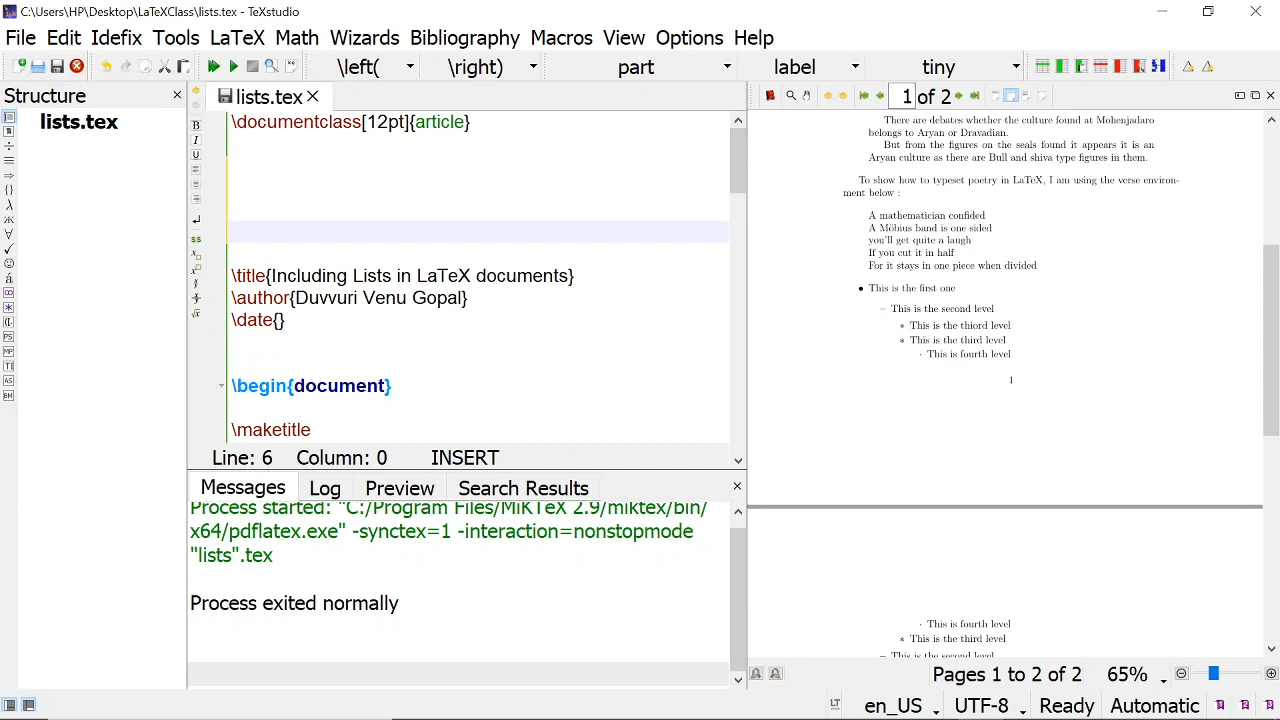 C:\Users\HP\Desktop\LaTeXClass\lists.tex - TeXstudio
File Edit Idefix Tools LaTeX Math Wizards Bibliography Macros View Options Help
\left( \right) part label tiny
Structure
lists.tex
lists.tex
1 of 2
\documentclass[12pt]{article}
\title{Including Lists in LaTeX documents}
\author{Duvvuri Venu Gopal}
\date{}
\begin{document}
\maketitle
Line: 6 Column: 0 INSERT
Messages Log Preview Search Results
Process started: "C:/Program Files/MiKTeX 2.9/miktex/bin/
x64/pdflatex.exe" -synctex=1 -interaction=nonstopmode
"lists".tex
Process exited normally
There are debates whether the culture found at Mohenjadaro
belongs to Aryan or Dravadian.
But from the figures on the seals found it appears it is an
Aryan culture as there are Bull and shiva type figures in them.
To show how to typeset poetry in LaTeX, I am using the verse environ-
ment below :
A mathematician confided
A Möbius band is one sided
you'll get quite a laugh
If you cut it in half
For it stays in one piece when divided
• This is the first one
– This is the second level
∗ This is the thiord level
∗ This is the third level
· This is fourth level
1
· This is fourth level
∗ This is the third level
– This is the second level
Pages 1 to 2 of 2 65%
en_US UTF-8 Ready Automatic